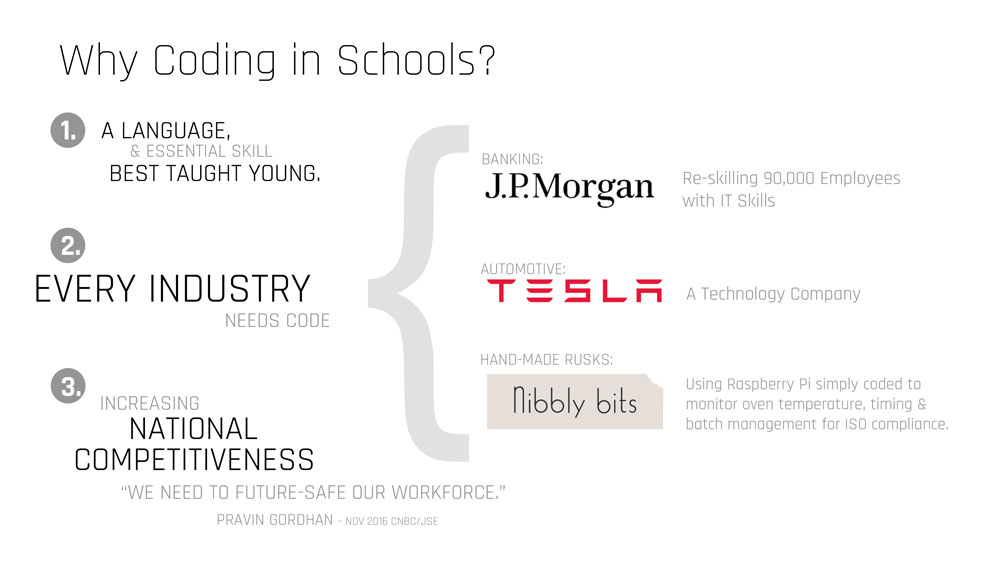 Why Coding in Schools?
1.
A LANGUAGE,
& ESSENTIAL SKILL
BEST TAUGHT YOUNG.
2.
EVERY INDUSTRY
NEEDS CODE
3.
INCREASING
NATIONAL
COMPETITIVENESS
"WE NEED TO FUTURE-SAFE OUR WORKFORCE."
PRAVIN GORDHAN - NOV 2016 CNBC/JSE
{
BANKING:
J.P.Morgan
Re-skilling 90,000 Employees
with IT Skills
AUTOMOTIVE:
TESLA
A Technology Company
HAND-MADE RUSKS:
Nibbly bits
Using Raspberry Pi simply coded to
monitor oven temperature, timing &
batch management for ISO compliance.